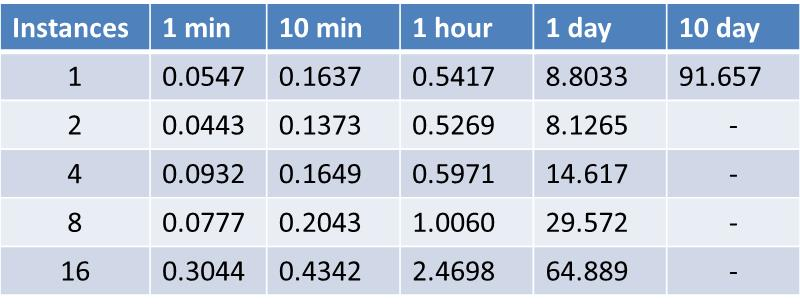 Instances 1 min 10 min 1 hour 1 day 10 day
1 0.0547 0.1637 0.5417 8.8033 91.657
2 0.0443 0.1373 0.5269 8.1265 -
4 0.0932 0.1649 0.5971 14.617 -
8 0.0777 0.2043 1.0060 29.572 -
16 0.3044 0.4342 2.4698 64.889 -